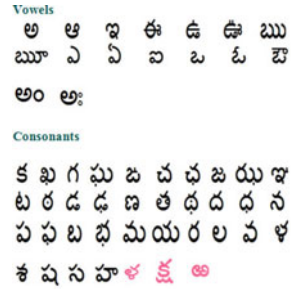 Vowels
అ ఆ ఇ ఈ ఉ ఊ ఋ
ౠ ఎ ఏ ఐ ఒ ఓ ఔ
అం అః
Consonants
క ఖ గ ఘ ఙ చ ఛ జ ఝ ఞ
ట ఠ డ ఢ ణ త థ ద ధ న
ప ఫ బ భ మ య ర ల వ ళ
శ ష స హ ళ క్ష ఱ